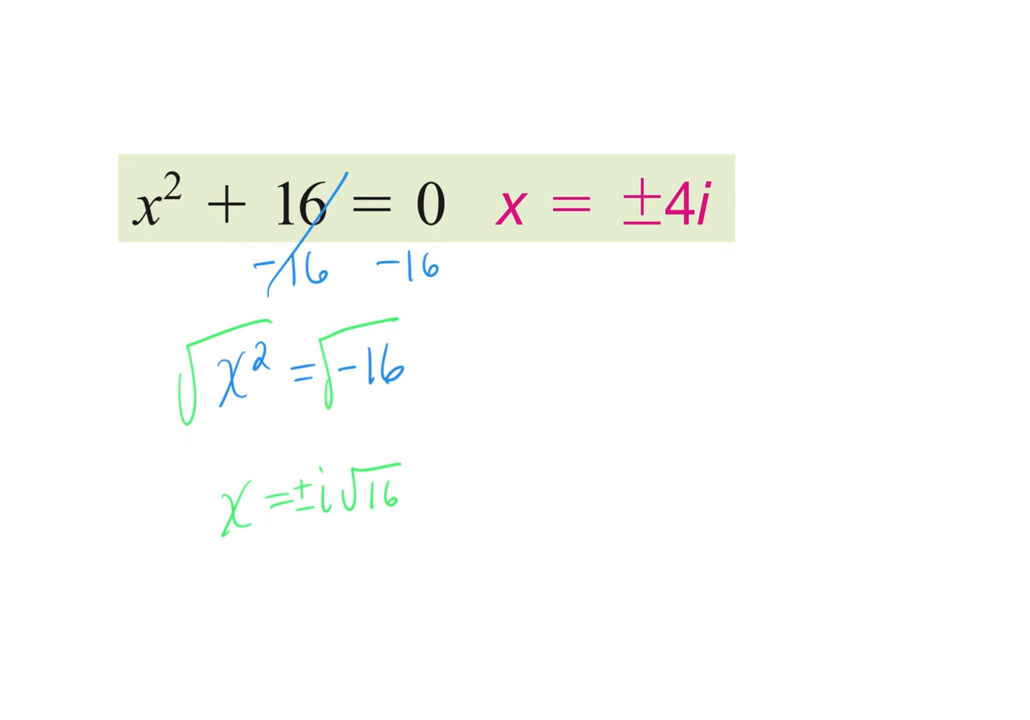 x² + 16 = 0 x = ±4i
-16 -16
√x² = √-16
x = ±i√16